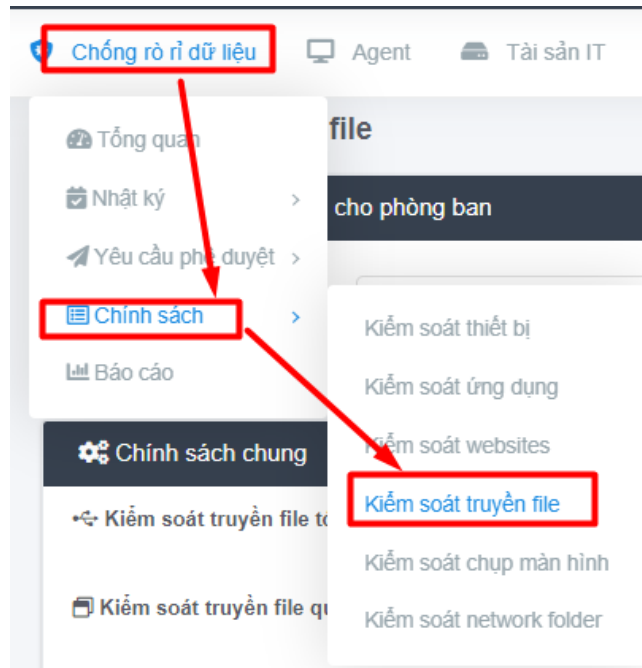 Chống rò rỉ dữ liệu Agent Tài sản IT
Tổng quan file
Nhật ký
cho phòng ban
Yêu cầu phê duyệt
Chính sách
Kiểm soát thiết bị
Báo cáo
Kiểm soát ứng dụng
Chính sách chung
Kiểm soát websites
Kiểm soát truyền file
Kiểm soát truyền file
Kiểm soát chụp màn hình
Kiểm soát truyền file
Kiểm soát network folder